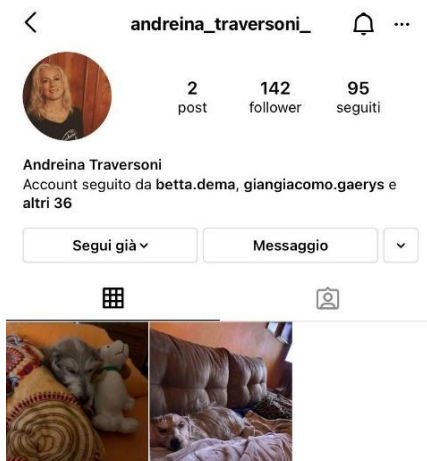 andreina_traversoni_
2 142 95
post follower seguiti
Andreina Traversoni
Account seguito da betta.dema, giangiacomo.gaerys e
altri 36
Segui già Messaggio